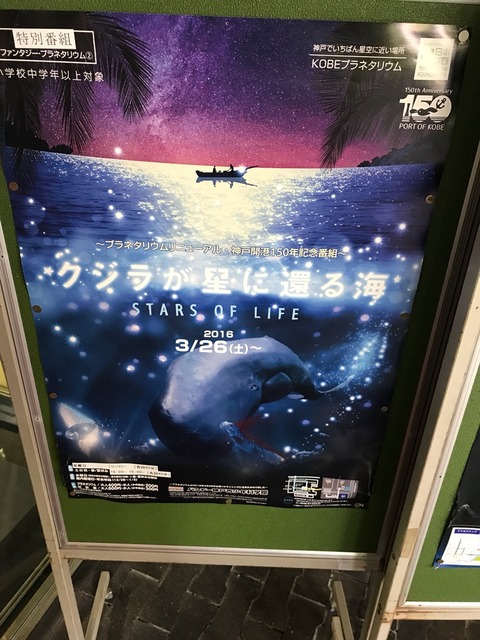 特別番組
ファンタジー・プラネタリウム②
小学校中学年以上対象
神戸でいちばん星空に近い場所
KOBEプラネタリウム
150th Anniversary
150
PORT OF KOBE
〜プラネタリウムリニューアル・神戸開港150年記念番組〜
クジラが星に還る海
STARS OF LIFE
2016
3/26(土)〜